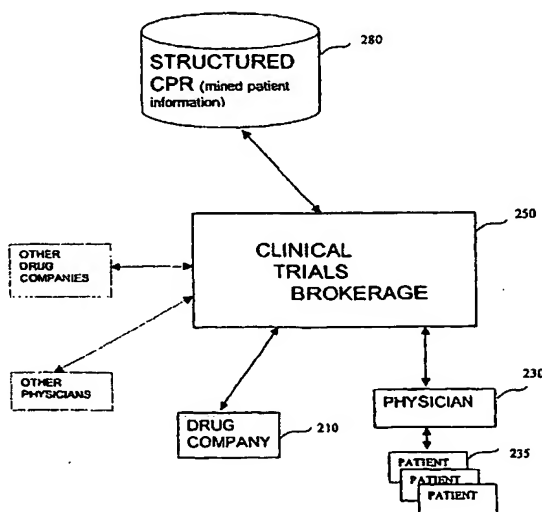 280
STRUCTURED
CPR (mined patient
information)
250
CLINICAL
TRIALS
BROKERAGE
OTHER
DRUG
COMPANIES
OTHER
PHYSICIANS
230
PHYSICIAN
DRUG
COMPANY
210
235
PATIENT
PATIENT
PATIENT